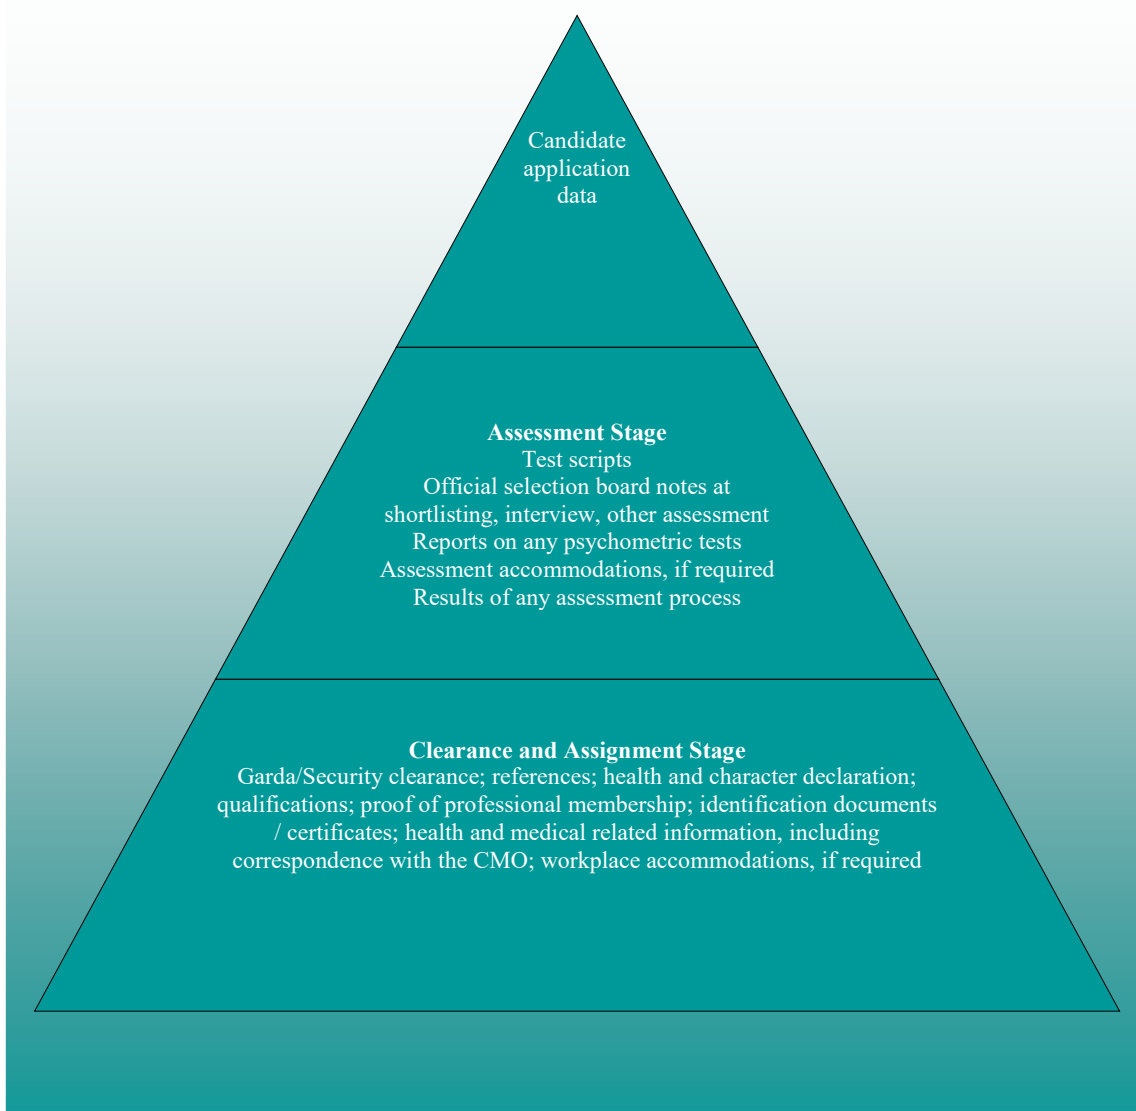 Candidate
application
data
Assessment Stage
Test scripts
Official selection board notes at
shortlisting, interview, other assessment
Reports on any psychometric tests
Assessment accommodations, if required
Results of any assessment process
Clearance and Assignment Stage
Garda/Security clearance; references; health and character declaration;
qualifications; proof of professional membership; identification documents
/ certificates; health and medical related information, including
correspondence with the CMO; workplace accommodations, if required